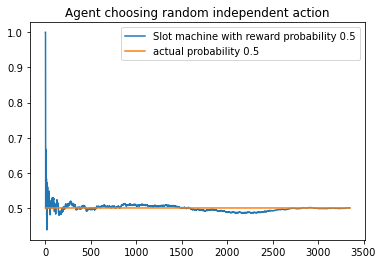 Agent choosing random independent action
Slot machine with reward probability 0.5
actual probability 0.5
1.0
0.9
0.8
0.7
0.6
0.5
0 500 1000 1500 2000 2500 3000 3500